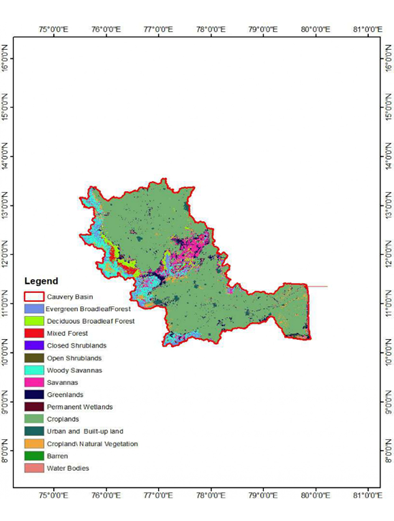 75°0'0"E 76°0'0"E 77°0'0"E 78°0'0"E 79°0'0"E 80°0'0"E 81°0'0"E
16°0'0"N 16°0'0"N
15°0'0"N 15°0'0"N
14°0'0"N 14°0'0"N
13°0'0"N 13°0'0"N
12°0'0"N 12°0'0"N
11°0'0"N 11°0'0"N
10°0'0"N 10°0'0"N
9°0'0"N 9°0'0"N
8°0'0"N 8°0'0"N
Legend
Cauvery Basin
Evergreen BroadleafForest
Deciduous Broadleaf Forest
Mixed Forest
Closed Shrublands
Open Shrublands
Woody Savannas
Savannas
Greenlands
Permanent Wetlands
Croplands
Urban and Built-up land
Cropland\ Natural Vegetation
Barren
Water Bodies
75°0'0"E 76°0'0"E 77°0'0"E 78°0'0"E 79°0'0"E 80°0'0"E 81°0'0"E